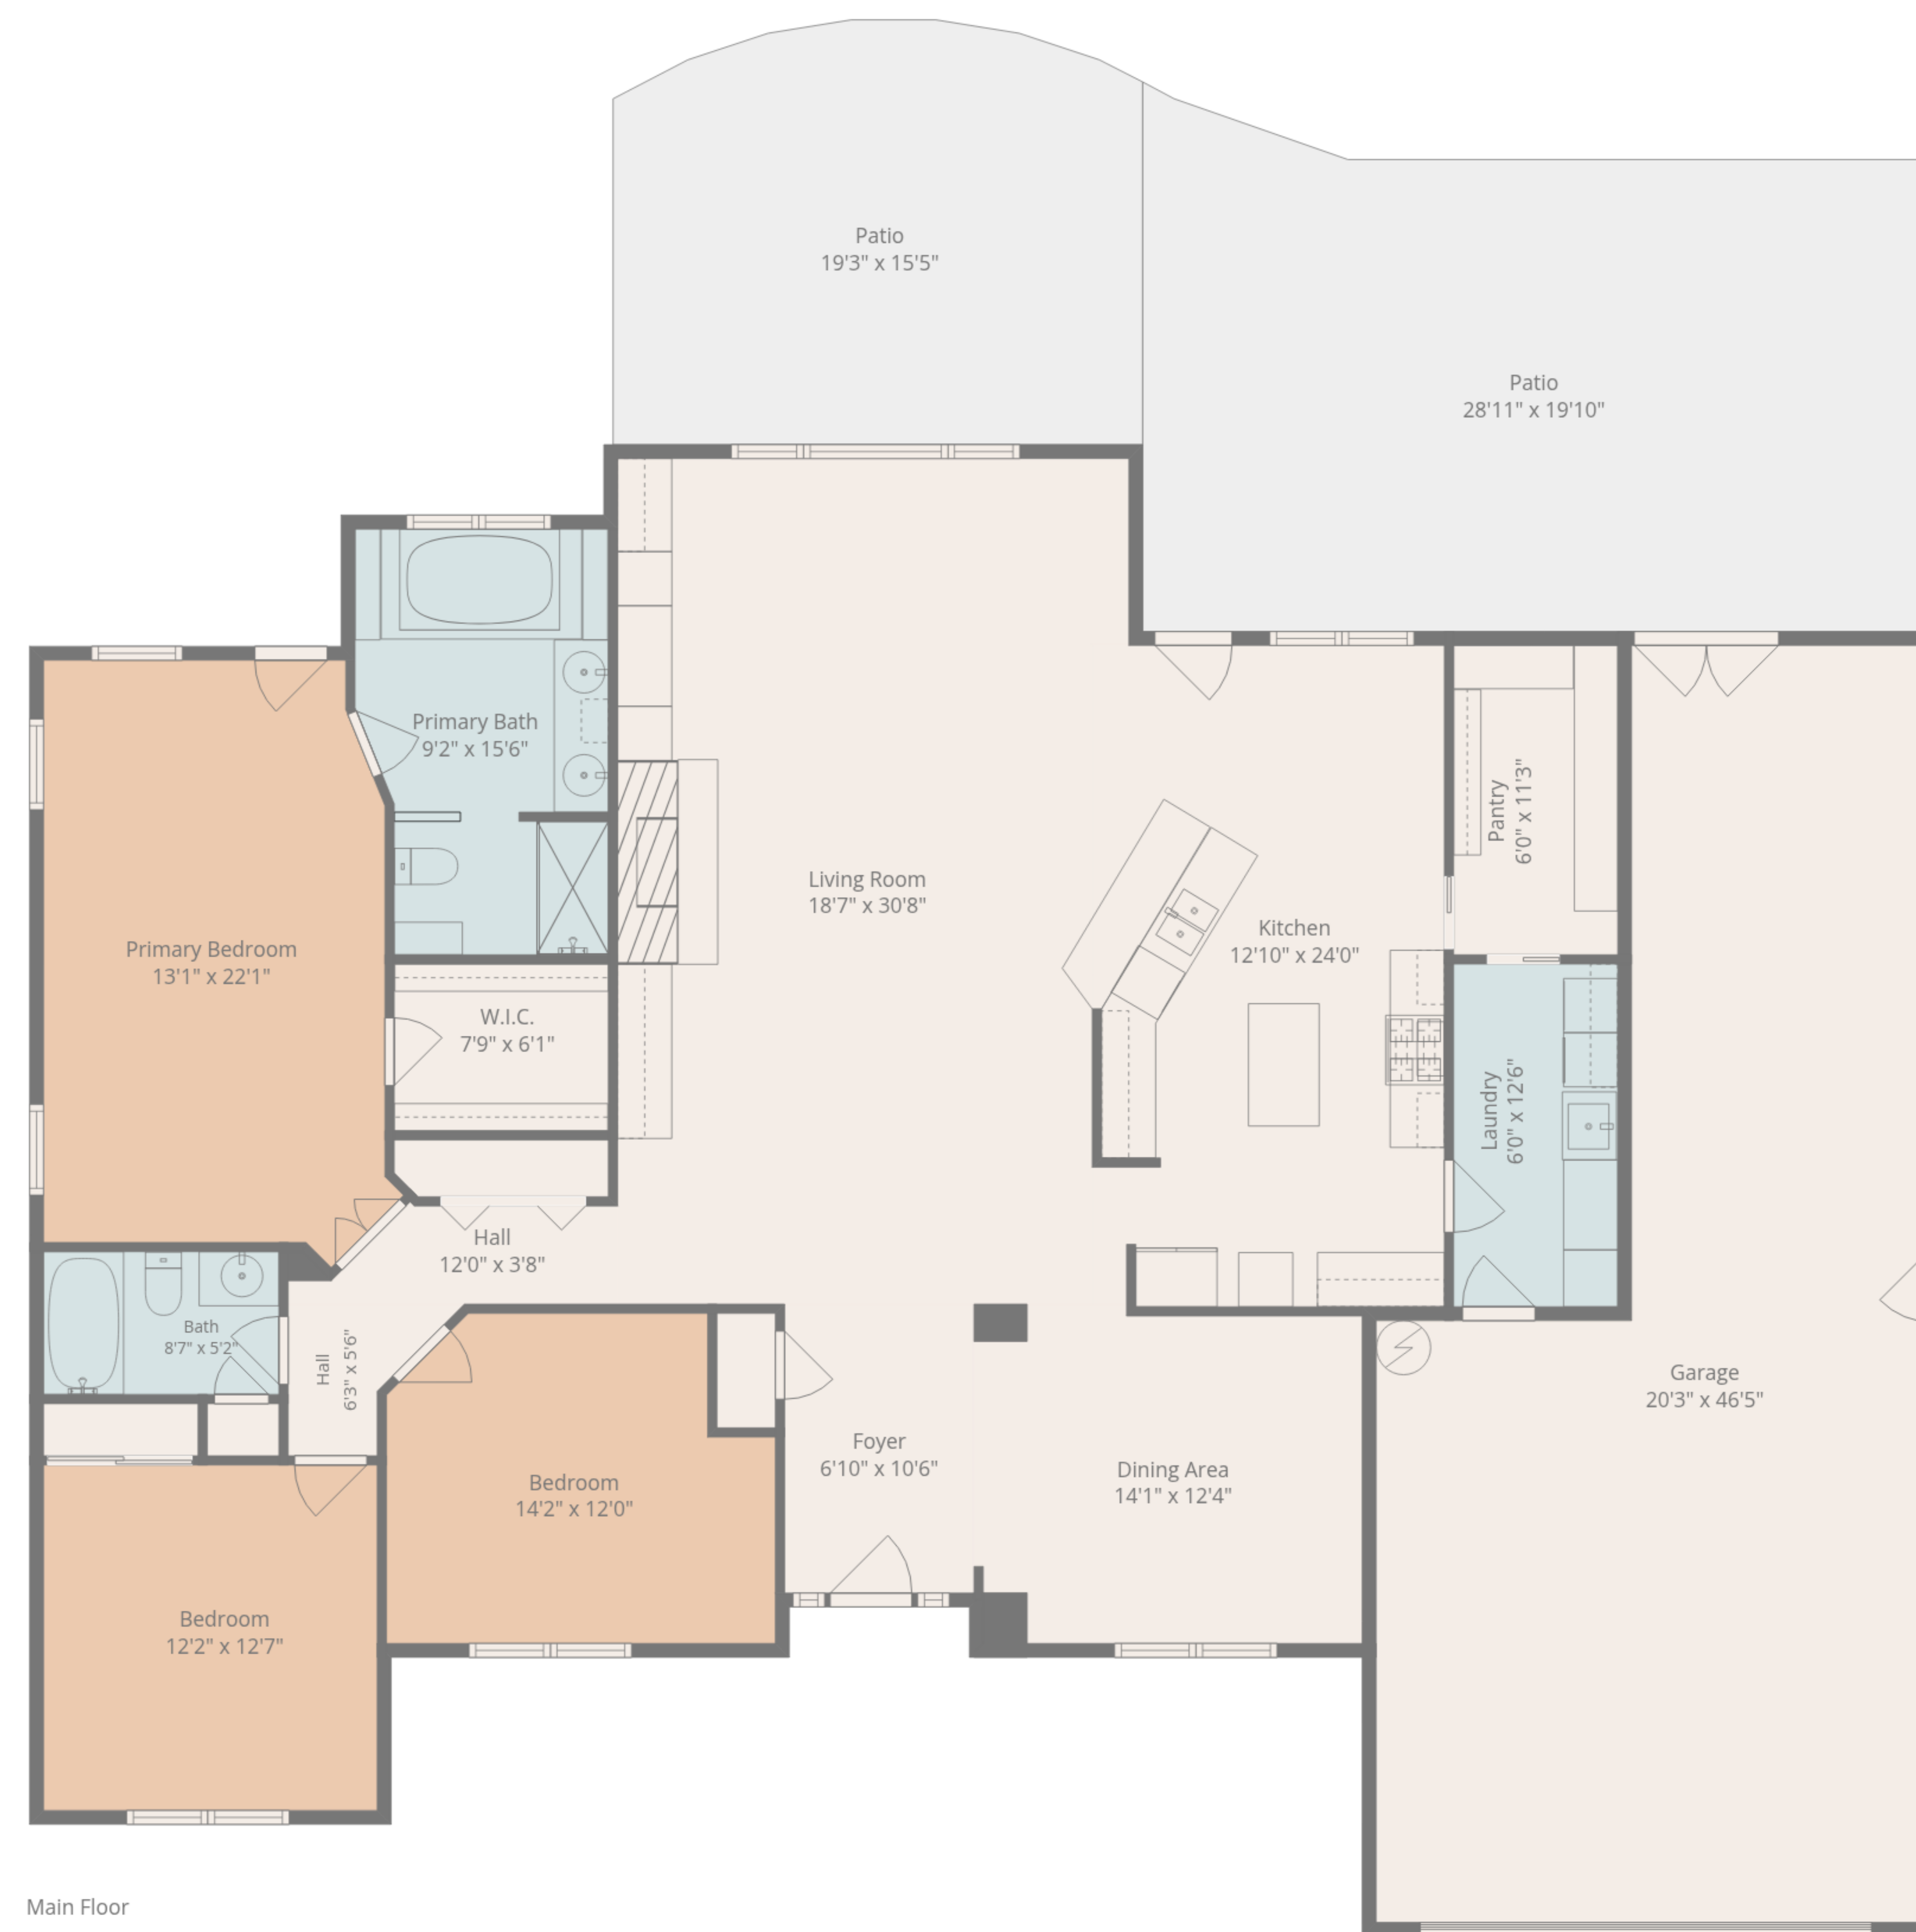 Patio
19'3" x 15'5"
Patio
28'11" x 19'10"
Primary Bath
9'2" x 15'6"
Pantry
6'0" x 11'3"
Living Room
18'7" x 30'8"
Kitchen
12'10" x 24'0"
Primary Bedroom
13'1" x 22'1"
W.I.C.
7'9" x 6'1"
Laundry
6'0" x 12'6"
Hall
12'0" x 3'8"
Bath
8'7" x 5'2"
Hall
6'3" x 5'6"
Garage
20'3" x 46'5"
Foyer
6'10" x 10'6"
Dining Area
14'1" x 12'4"
Bedroom
14'2" x 12'0"
Bedroom
12'2" x 12'7"
Main Floor